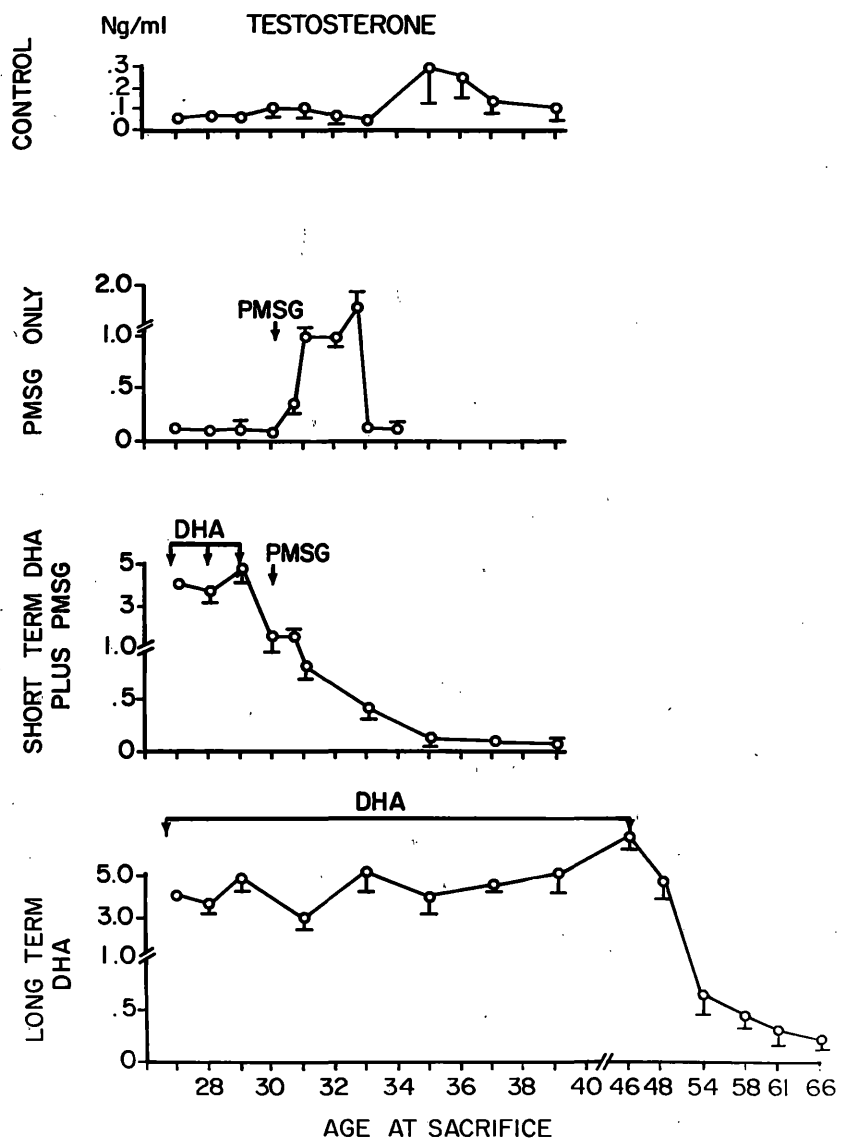 Ng/ml TESTOSTERONE
CONTROL
.3
.2
.1
0
PMSG ONLY
2.0
1.0
.5
0
PMSG
SHORT TERM DHA
PLUS PMSG
DHA
PMSG
5
3
1.0
.5
0
LONG TERM
DHA
DHA
5.0
3.0
1.0
.5
0
28 30 32 34 36 38 40 46 48 54 58 61 66
AGE AT SACRIFICE